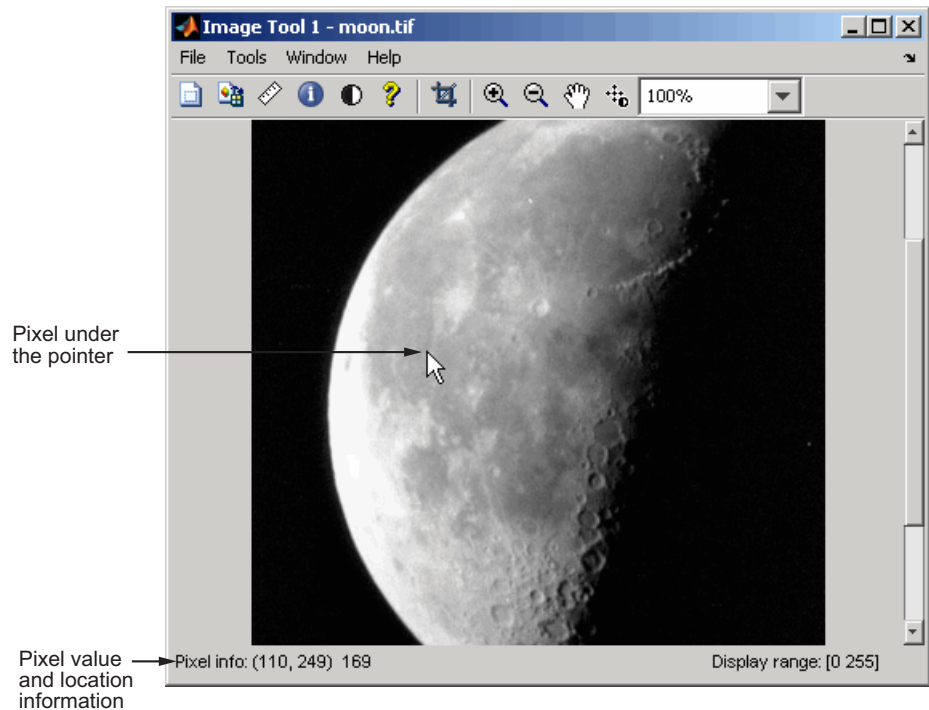 Image Tool 1 - moon.tif
File Tools Window Help
100%
Pixel under
the pointer
Pixel value
and location
information
Pixel info: (110, 249) 169
Display range: [0 255]